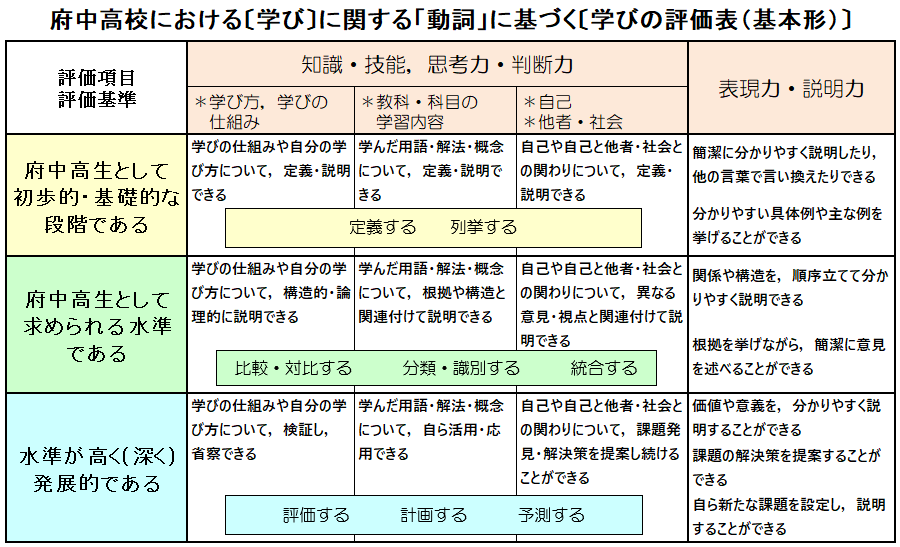 府中高校における〔学び〕に関する「動詞」に基づく〔学びの評価表（基本形）〕
評価項目
評価基準
知識・技能，思考力・判断力
表現力・説明力
＊学び方，学びの
仕組み
＊教科・科目の
学習内容
＊自己
＊他者・社会
府中高生として
初歩的・基礎的な
段階である
学びの仕組みや自分の学
び方について，定義・説明
できる
学んだ用語・解法・概念
について，定義・説明で
きる
自己や自己と他者・社会と
の関わりについて，定義・
説明できる
定義する　列挙する
簡潔に分かりやすく説明したり，
他の言葉で言い換えたりできる
分かりやすい具体例や主な例を
挙げることができる
府中高生として
求められる水準
である
学びの仕組みや自分の学
び方について，構造的・論
理的に説明できる
学んだ用語・解法・概念
について，根拠や構造と
関連付けて説明できる
自己や自己と他者・社会と
の関わりについて，異なる
意見・視点と関連付けて説
明できる
比較・対比する　分類・識別する　統合する
関係や構造を，順序立てて分か
りやすく説明できる
根拠を挙げながら，簡潔に意見
を述べることができる
水準が高く（深く）
発展的である
学びの仕組みや自分の学
び方について，検証し，
省察できる
学んだ用語・解法・概念
について，自ら活用・応
用できる
自己や自己と他者・社会と
の関わりについて，課題発
見・解決策を提案し続ける
ことができる
評価する　計画する　予測する
価値や意義を，分かりやすく説
明することができる
課題の解決策を提案することが
できる
自ら新たな課題を設定し，説明
することができる